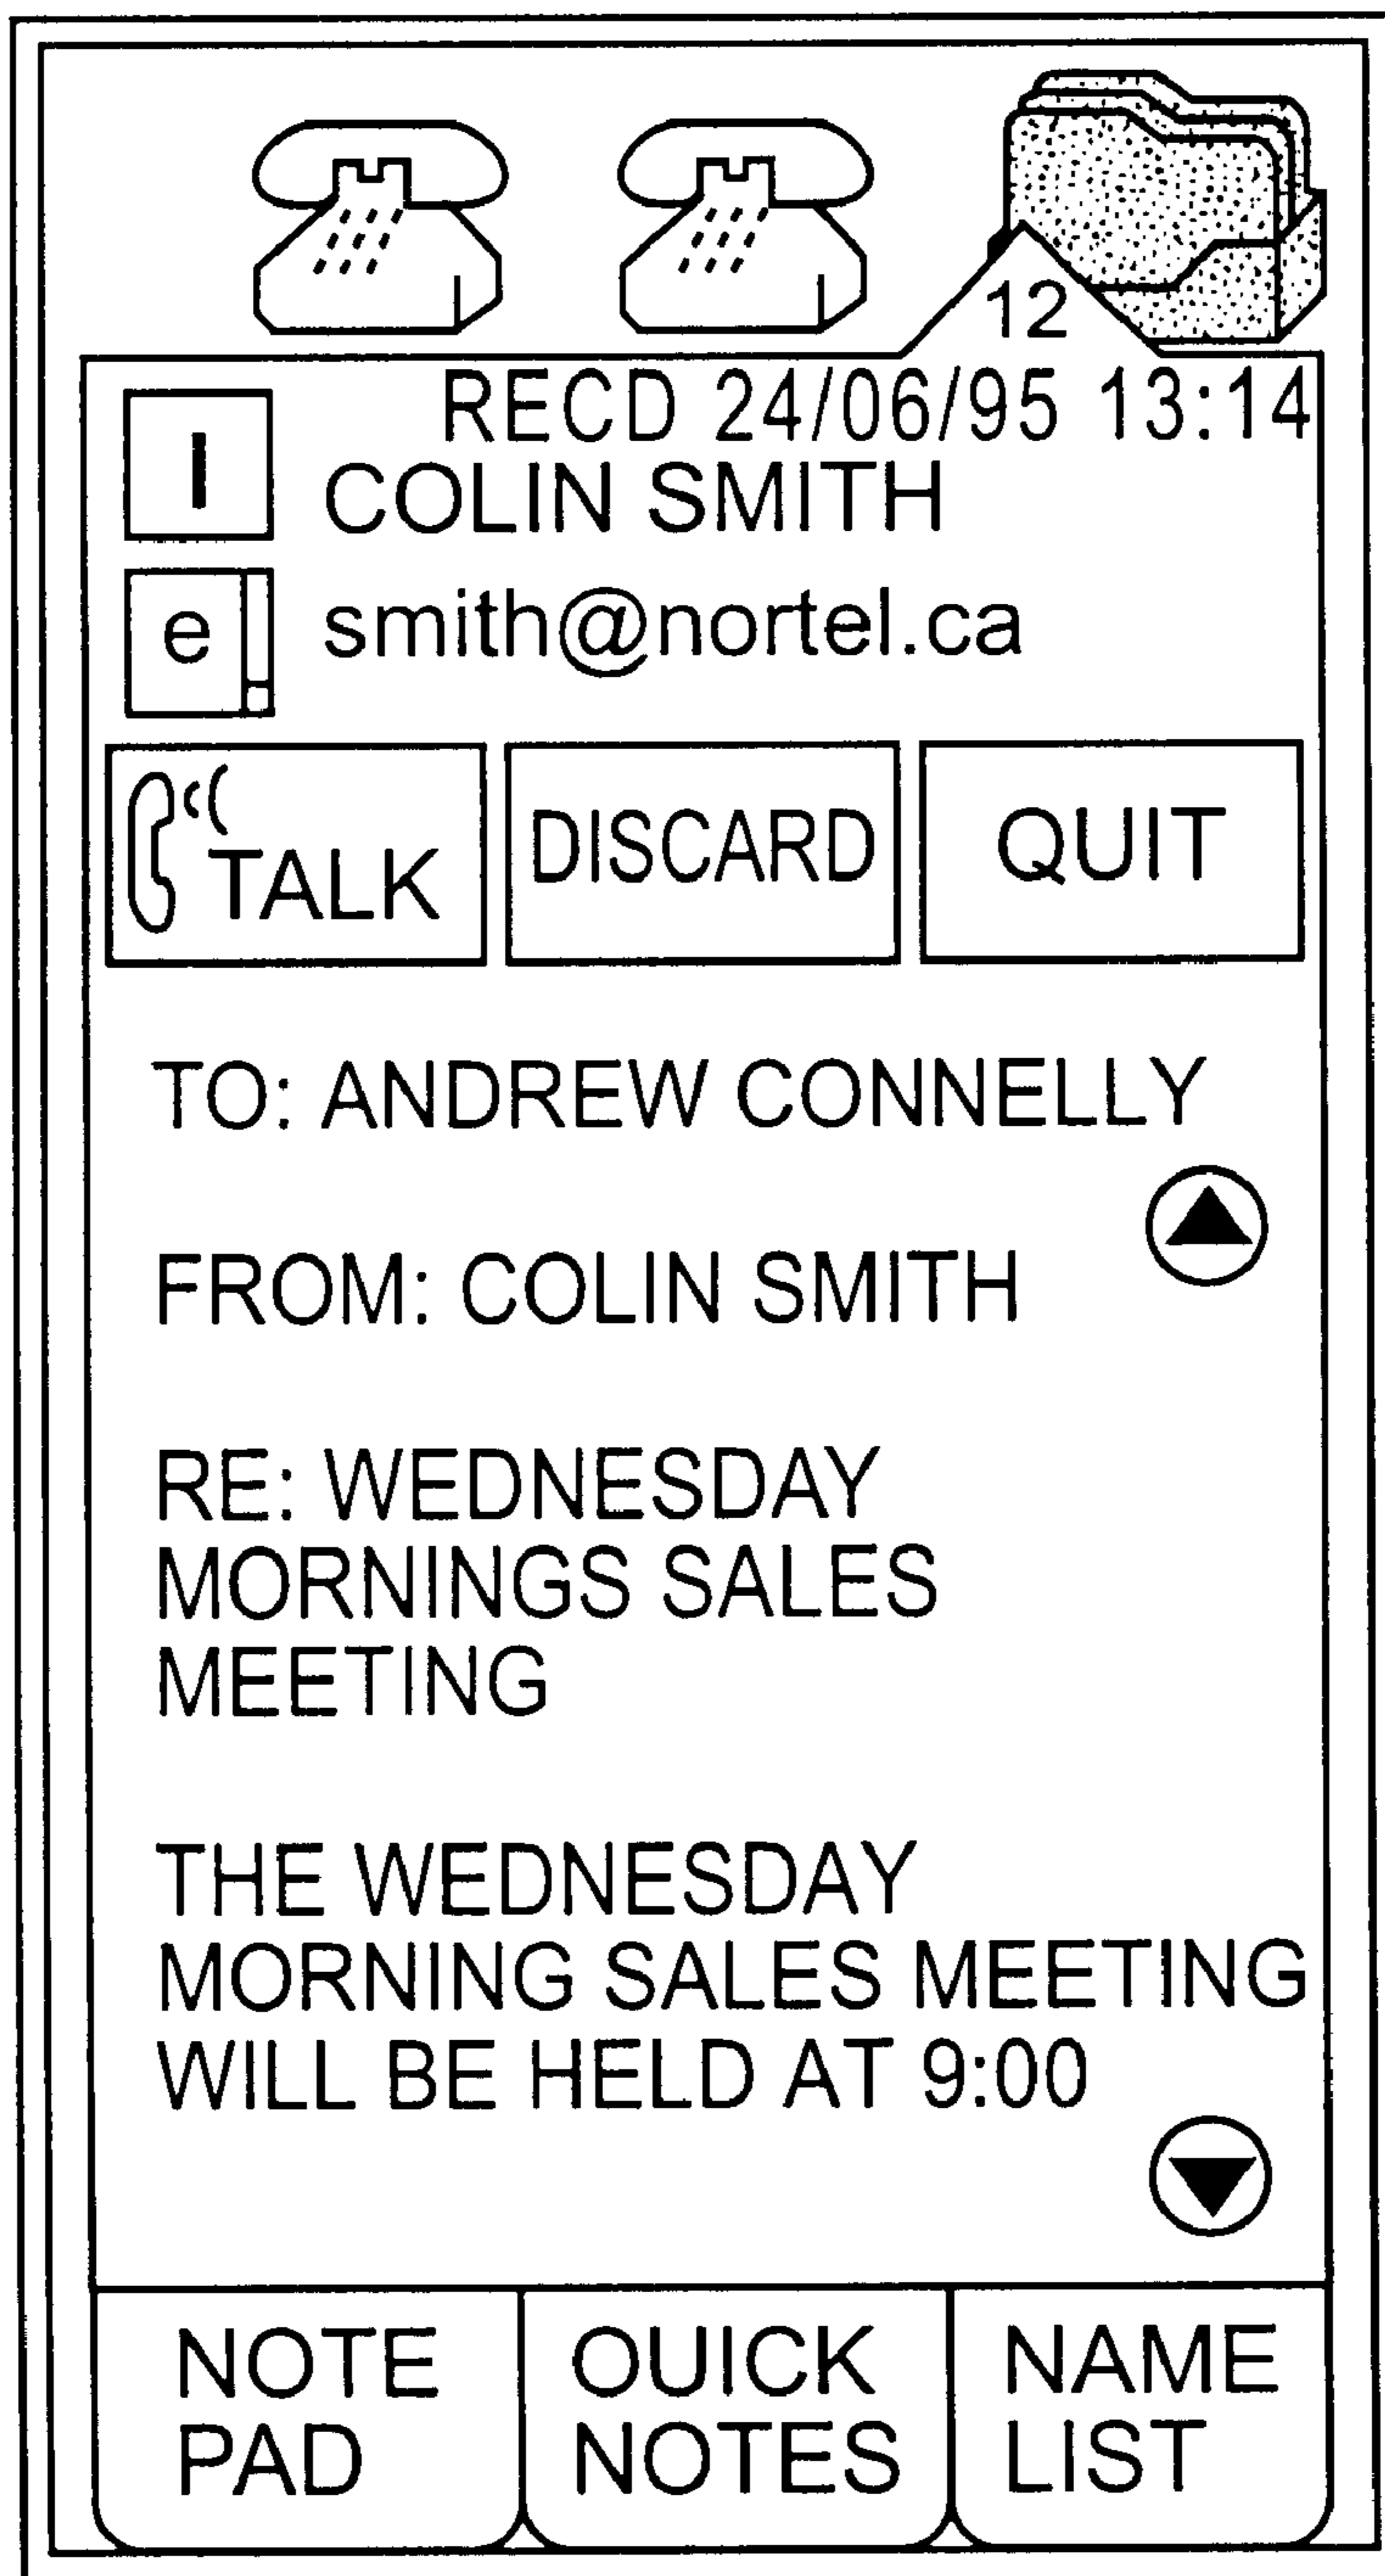 12
RECD 24/06/95 13:14
I
COLIN SMITH
e
smith@nortel.ca
TALK
DISCARD
QUIT
TO: ANDREW CONNELLY
FROM: COLIN SMITH
RE: WEDNESDAY
MORNINGS SALES
MEETING
THE WEDNESDAY
MORNING SALES MEETING
WILL BE HELD AT 9:00
NOTE
PAD
OUICK
NOTES
NAME
LIST